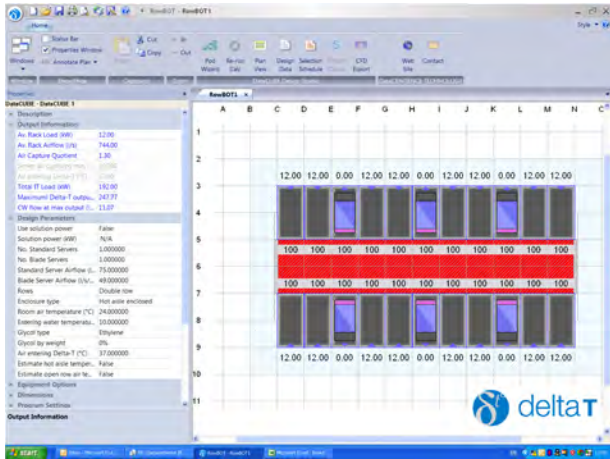 RowBOT - RowBOT1
Home
Style
Status Bar
Properties Window
Annotate Plan
Windows
Cut
Copy
In
Out
Pod Wizard
Re-run Calc
Plan View
Design Data
Selection Schedule
CFD Export
Web Site
Contact
RowBOT1
DateCUBE - DateCUBE 1
Description
Output Information
Av. Rack Load (kW) 12.00
Av. Rack Airflow (l/s) 744.00
Air Capture Quotient 1.30
Total IT Load (kW) 192.00
Maximum Delta-T outpu... 247.77
CW flow at max output (l... 11.07
Design Parameters
Use solution power False
Solution power (kW) N/A
No. Standard Servers 1.000000
No. Blade Servers 1.000000
Standard Server Airflow (... 75.000000
Blade Server Airflow (l/s/... 49.000000
Rows Double row
Enclosure type Hot aisle enclosed
Room air temperature (°C) 24.000000
Entering water temperatu... 10.000000
Glycol type Ethylene
Glycol by weight 0%
Air entering Delta-T (°C) 37.000000
Estimate hot aisle temper... False
Estimate open row air te... False
Equipment Options
Dimensions
Program Settings
Output Information
A B C D E F G H I J K L M N
1
2
12.00 12.00 0.00 12.00 12.00 0.00 12.00 12.00 0.00 12.00 12.00
3
4
5
100 100 100 100 100 100 100 100 100 100 100
6
100 100 100 100 100 100 100 100 100 100 100
7
8
9
12.00 12.00 0.00 12.00 12.00 0.00 12.00 12.00 0.00 12.00 12.00
10
11
deltaT
start